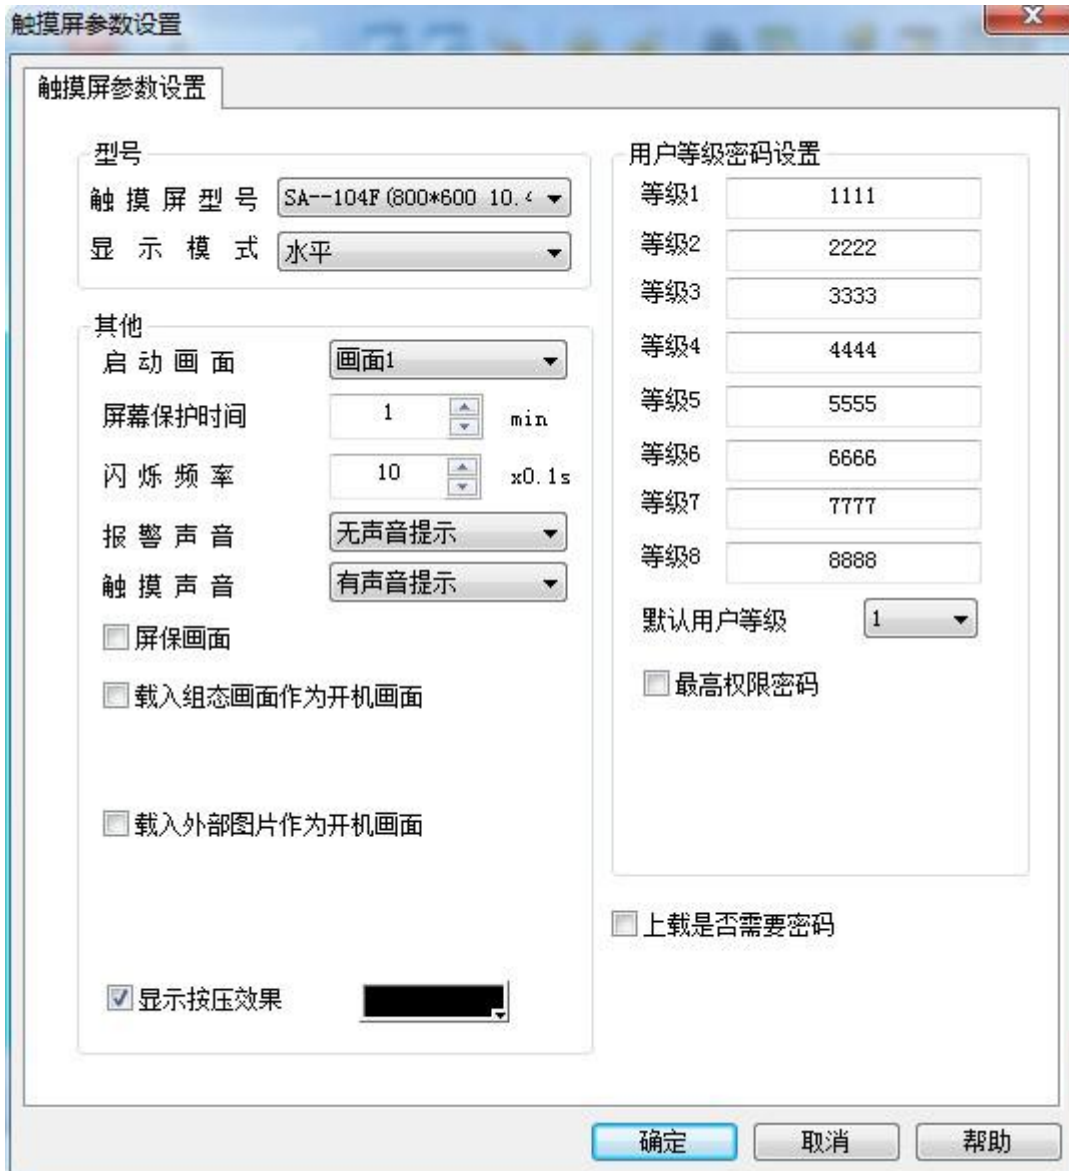 触摸屏参数设置
x
触摸屏参数设置
型号
触摸屏型号 SA--104F(800*600 10.4
显示模式 水平
其他
启动画面 画面1
屏幕保护时间 1 min
闪烁频率 10 x0.1s
报警声音 无声音提示
触摸声音 有声音提示
屏保画面
载入组态画面作为开机画面
载入外部图片作为开机画面
显示按压效果
用户等级密码设置
等级1 1111
等级2 2222
等级3 3333
等级4 4444
等级5 5555
等级6 6666
等级7 7777
等级8 8888
默认用户等级 1
最高权限密码
上载是否需要密码
确定 取消 帮助